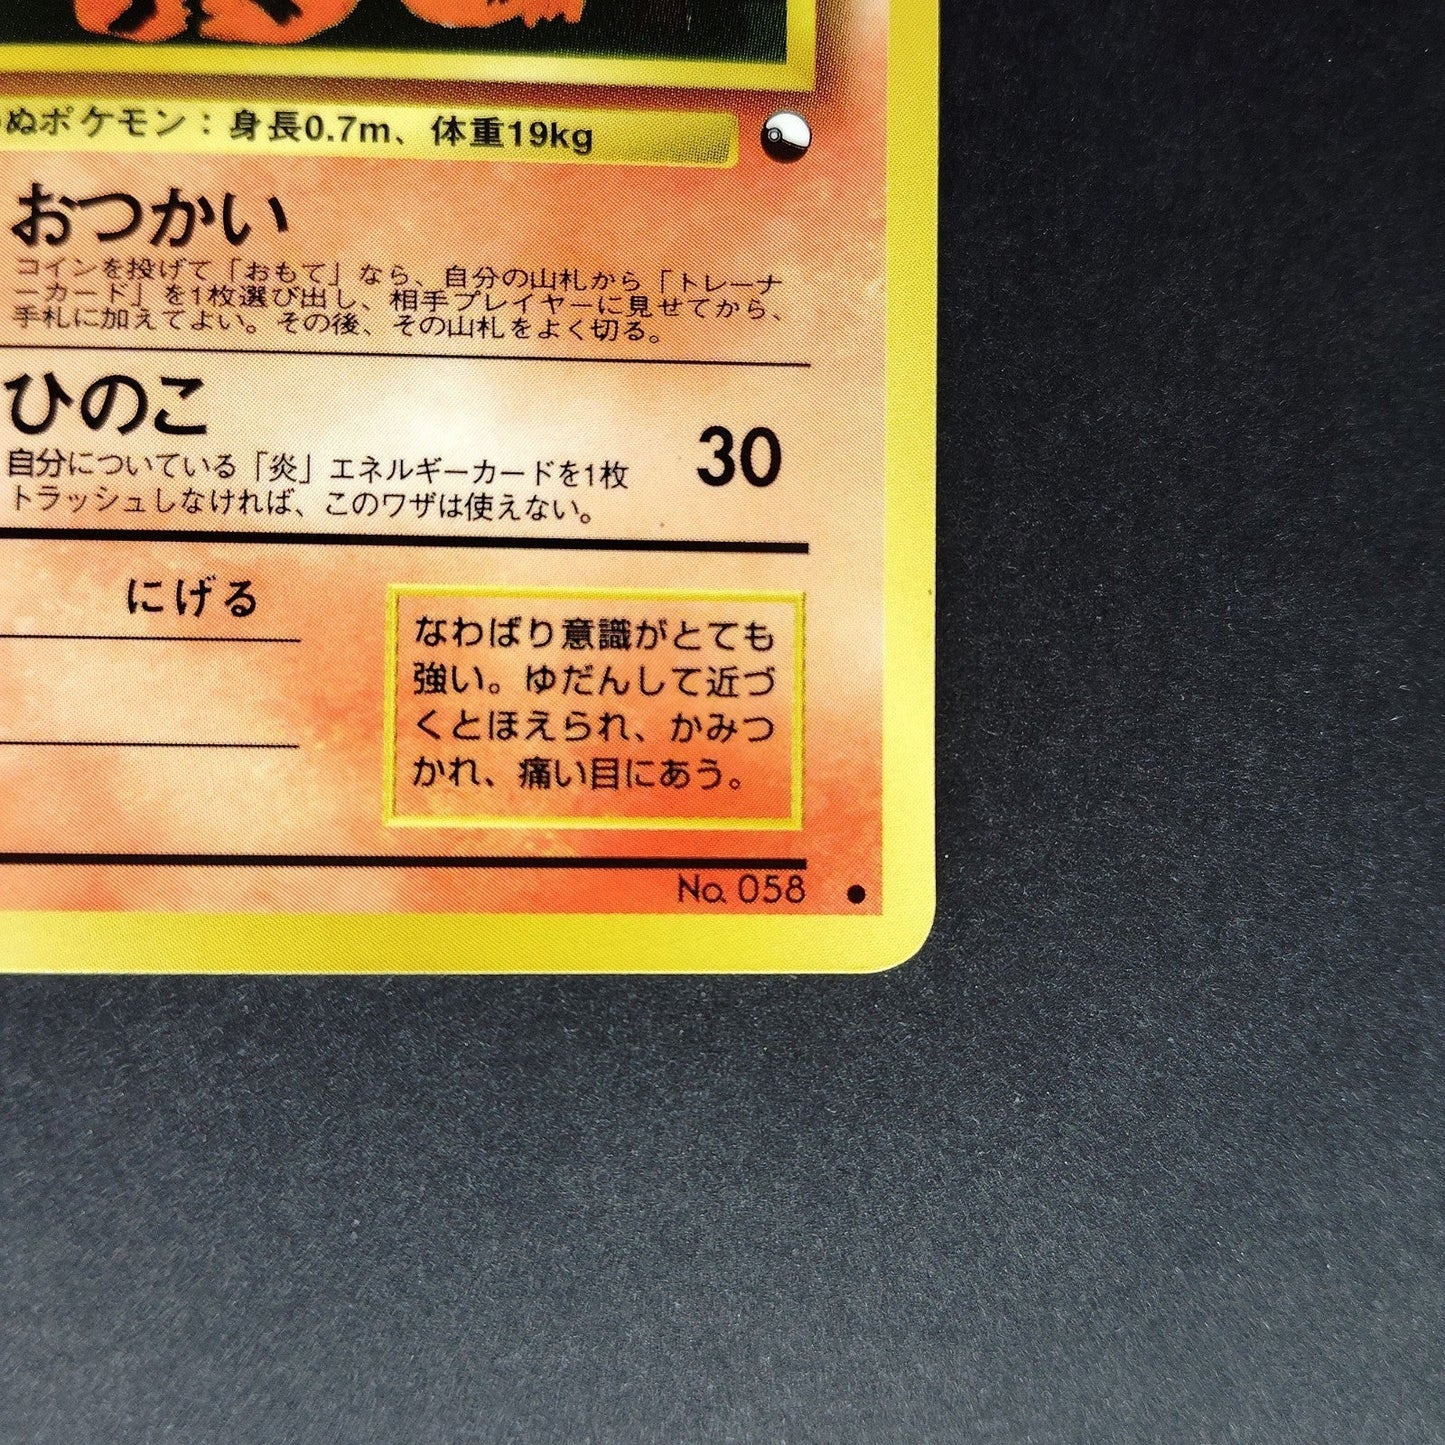 ぬポケモン：身長0.7m、体重19kg
おつかい
コインを投げて「おもて」なら、自分の山札から「トレーナ
ーカード」を1枚選び出し、相手プレイヤーに見せてから、
手札に加えてよい。その後、その山札をよく切る。
ひのこ
30
自分についている「炎」エネルギーカードを1枚
トラッシュしなければ、このワザは使えない。
にげる
なわばり意識がとても
強い。ゆだんして近づ
くとほえられ、かみつ
かれ、痛い目にあう。
No. 058